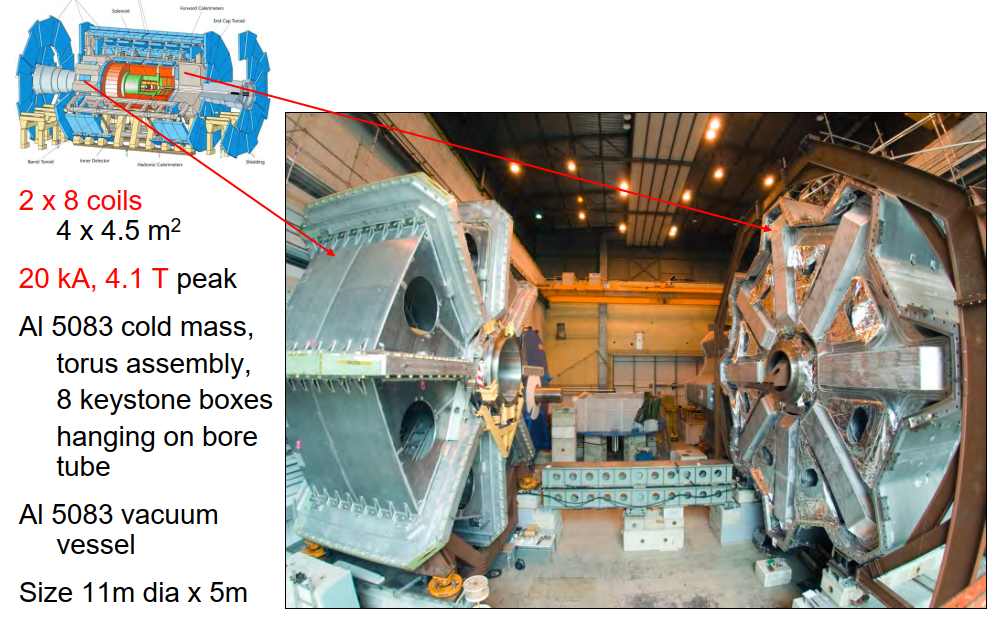 Solenoid
Forward Calorimeters
End Cap Toroid
Barrel Toroid
Inner Detector
Hadronic Calorimeters
Shielding
2 x 8 coils
4 x 4.5 m²
20 kA, 4.1 T peak
Al 5083 cold mass,
torus assembly,
8 keystone boxes
hanging on bore
tube
Al 5083 vacuum
vessel
Size 11m dia x 5m